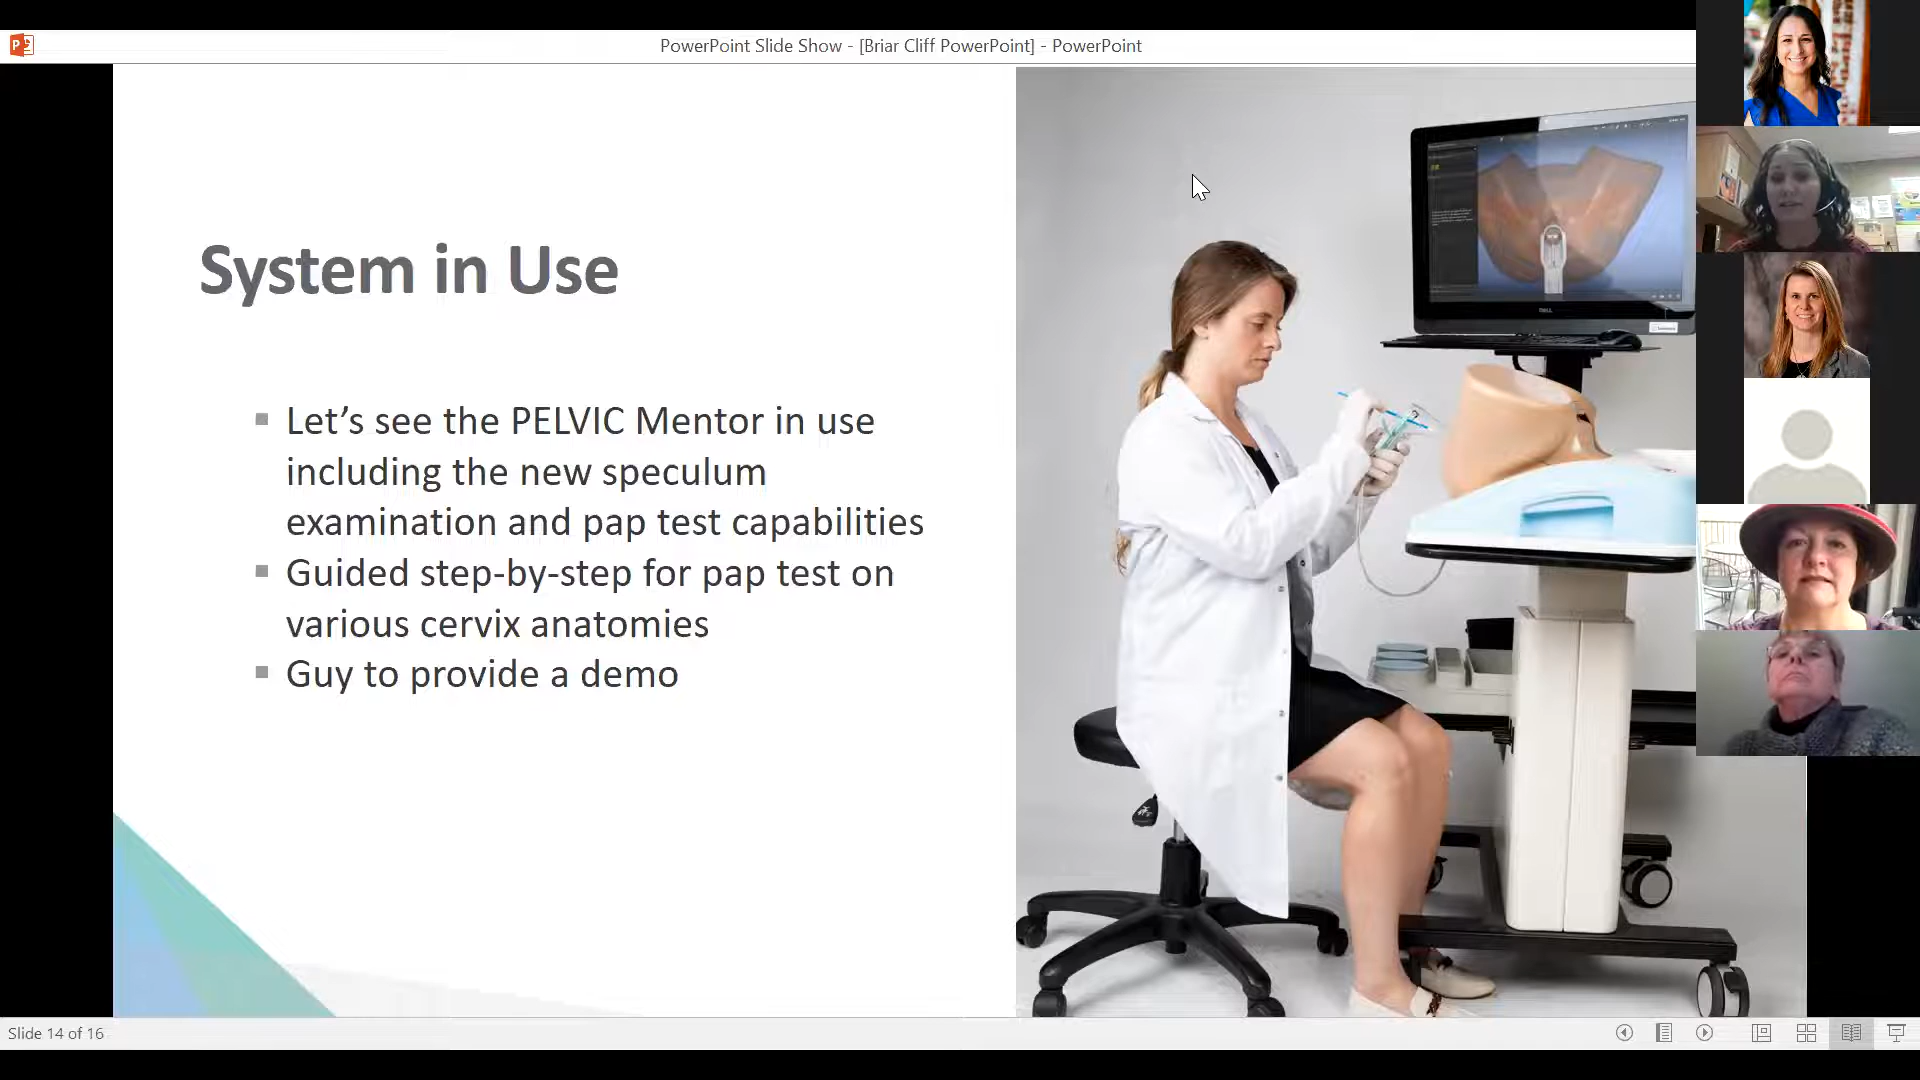 PowerPoint Slide Show - [Briar Cliff PowerPoint] - PowerPoint
System in Use
Let’s see the PELVIC Mentor in use
including the new speculum
examination and pap test capabilities
Guided step-by-step for pap test on
various cervix anatomies
Guy to provide a demo
DELL
Slide 14 of 16